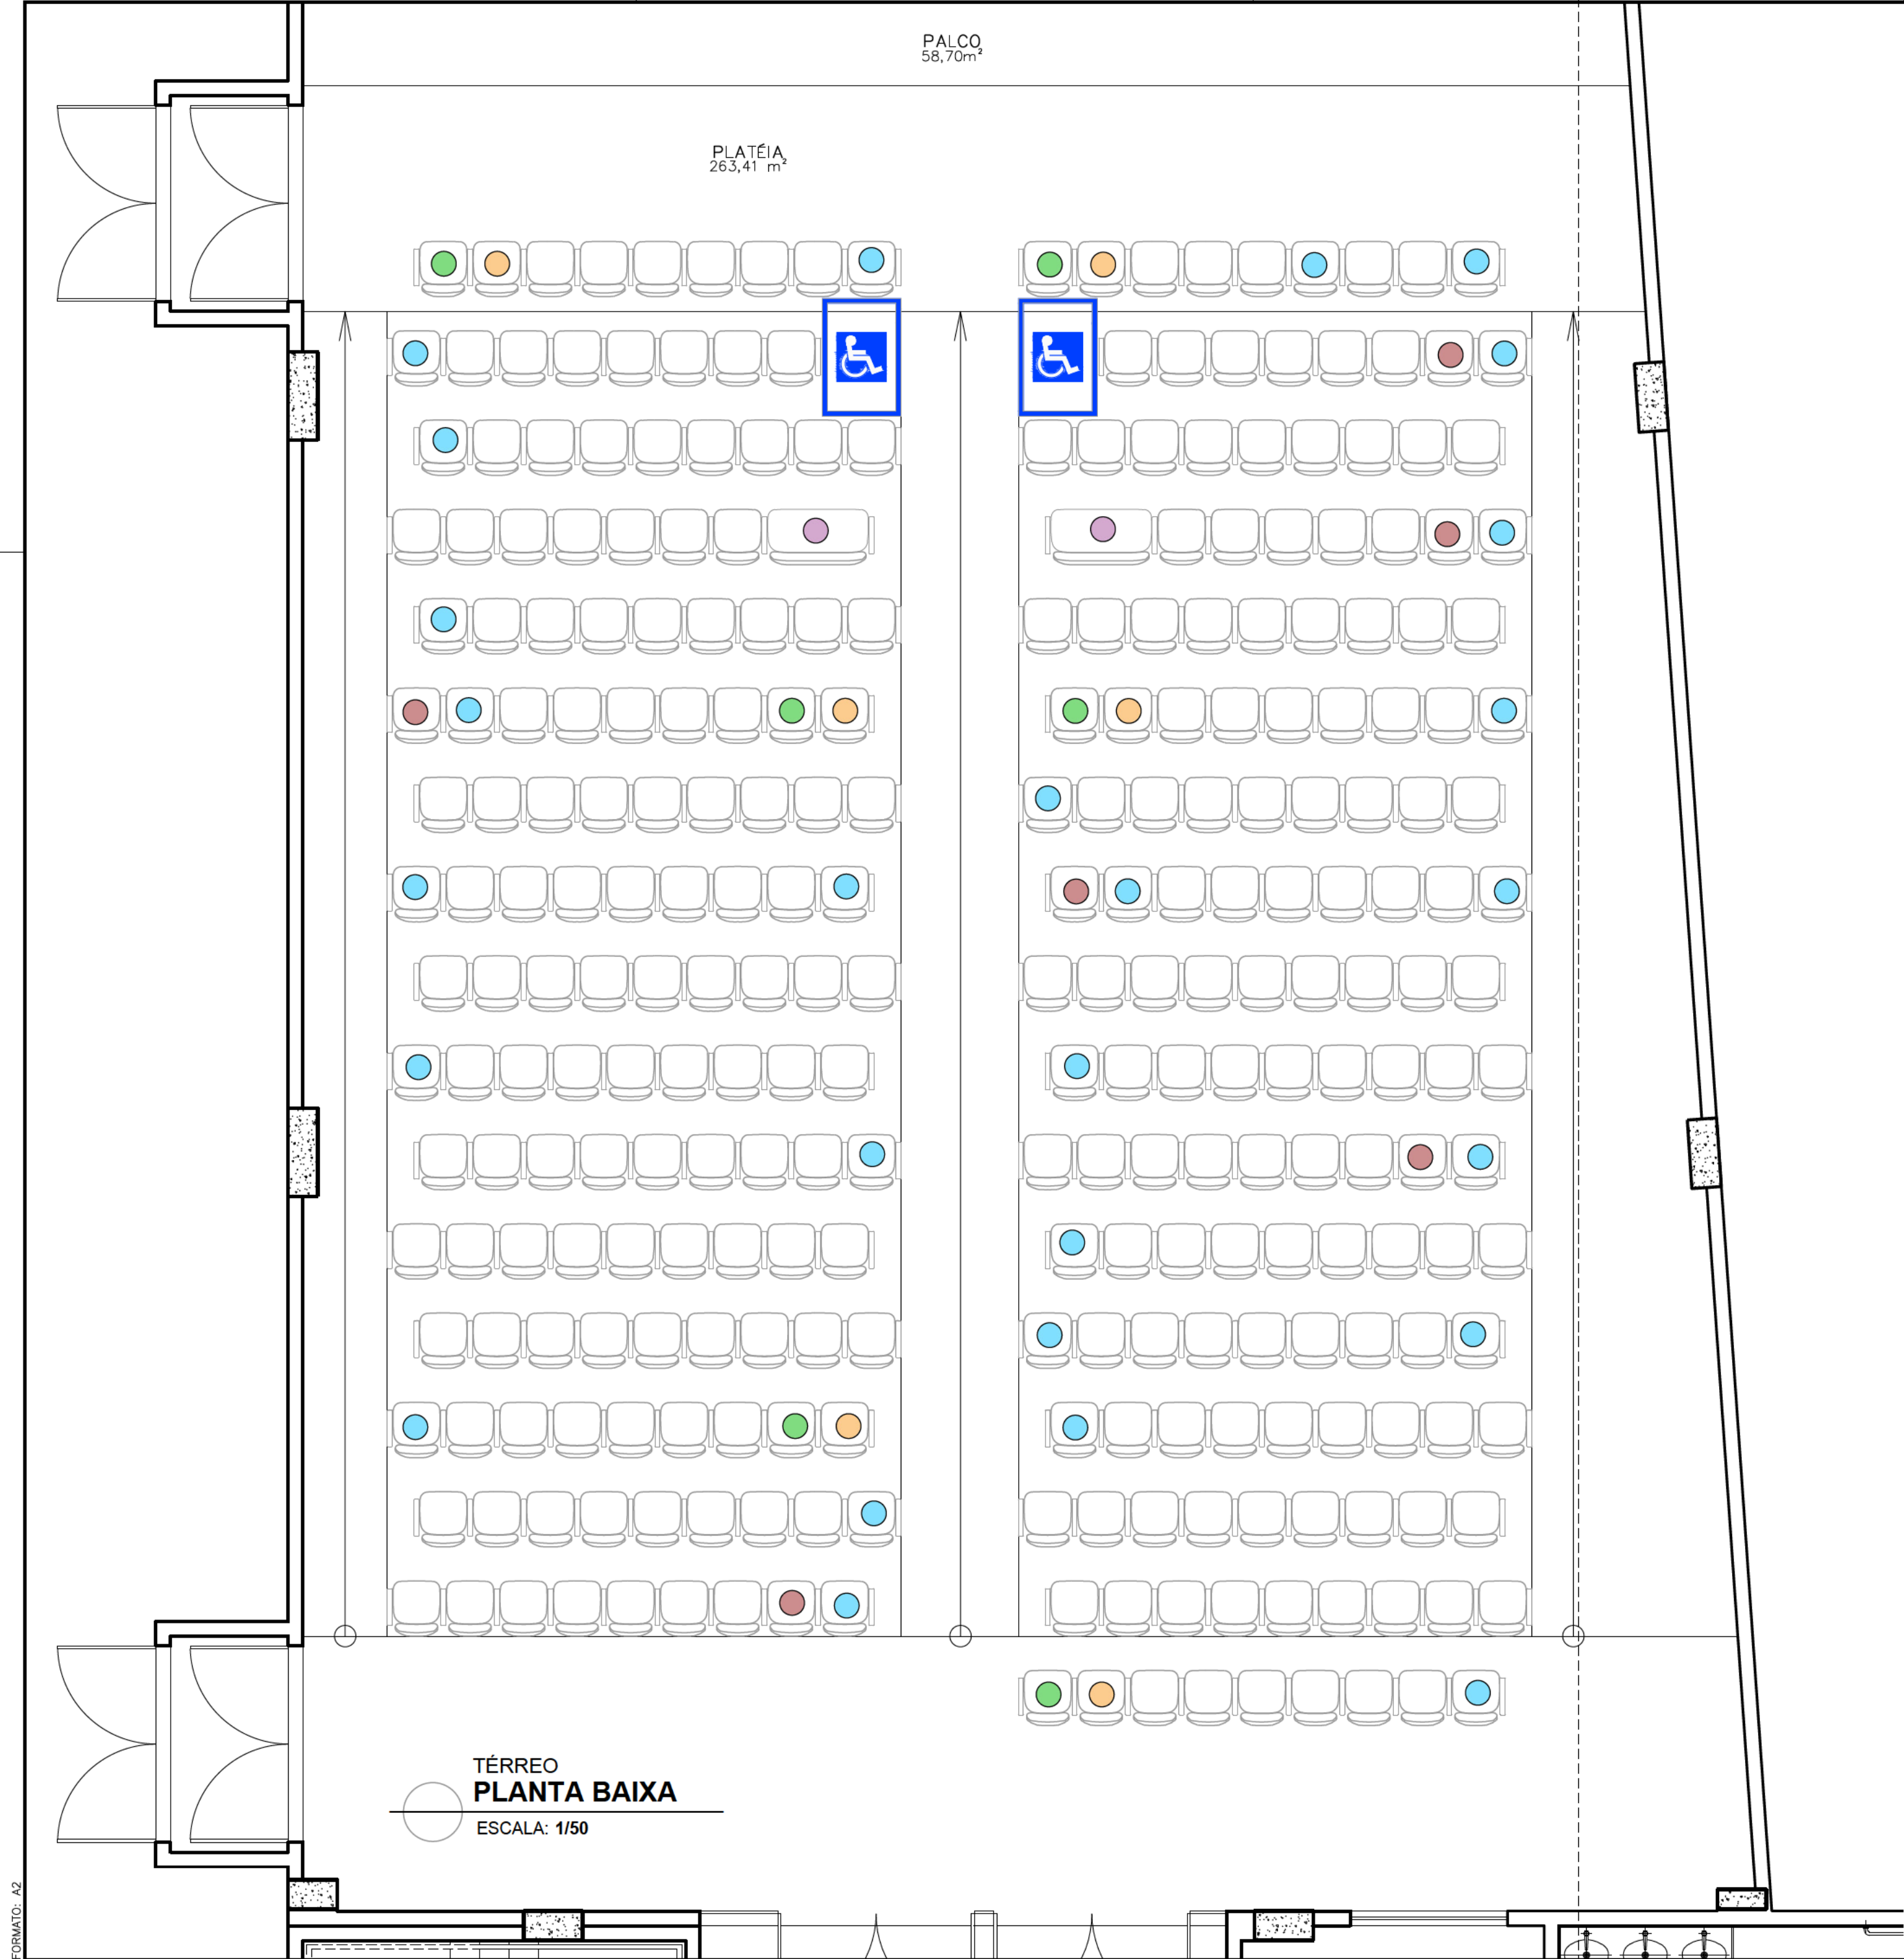 PALCO
58,70m²
PLATÉIA
263,41 m²
TÉRREO
PLANTA BAIXA
ESCALA: 1/50
FORMATO: A2